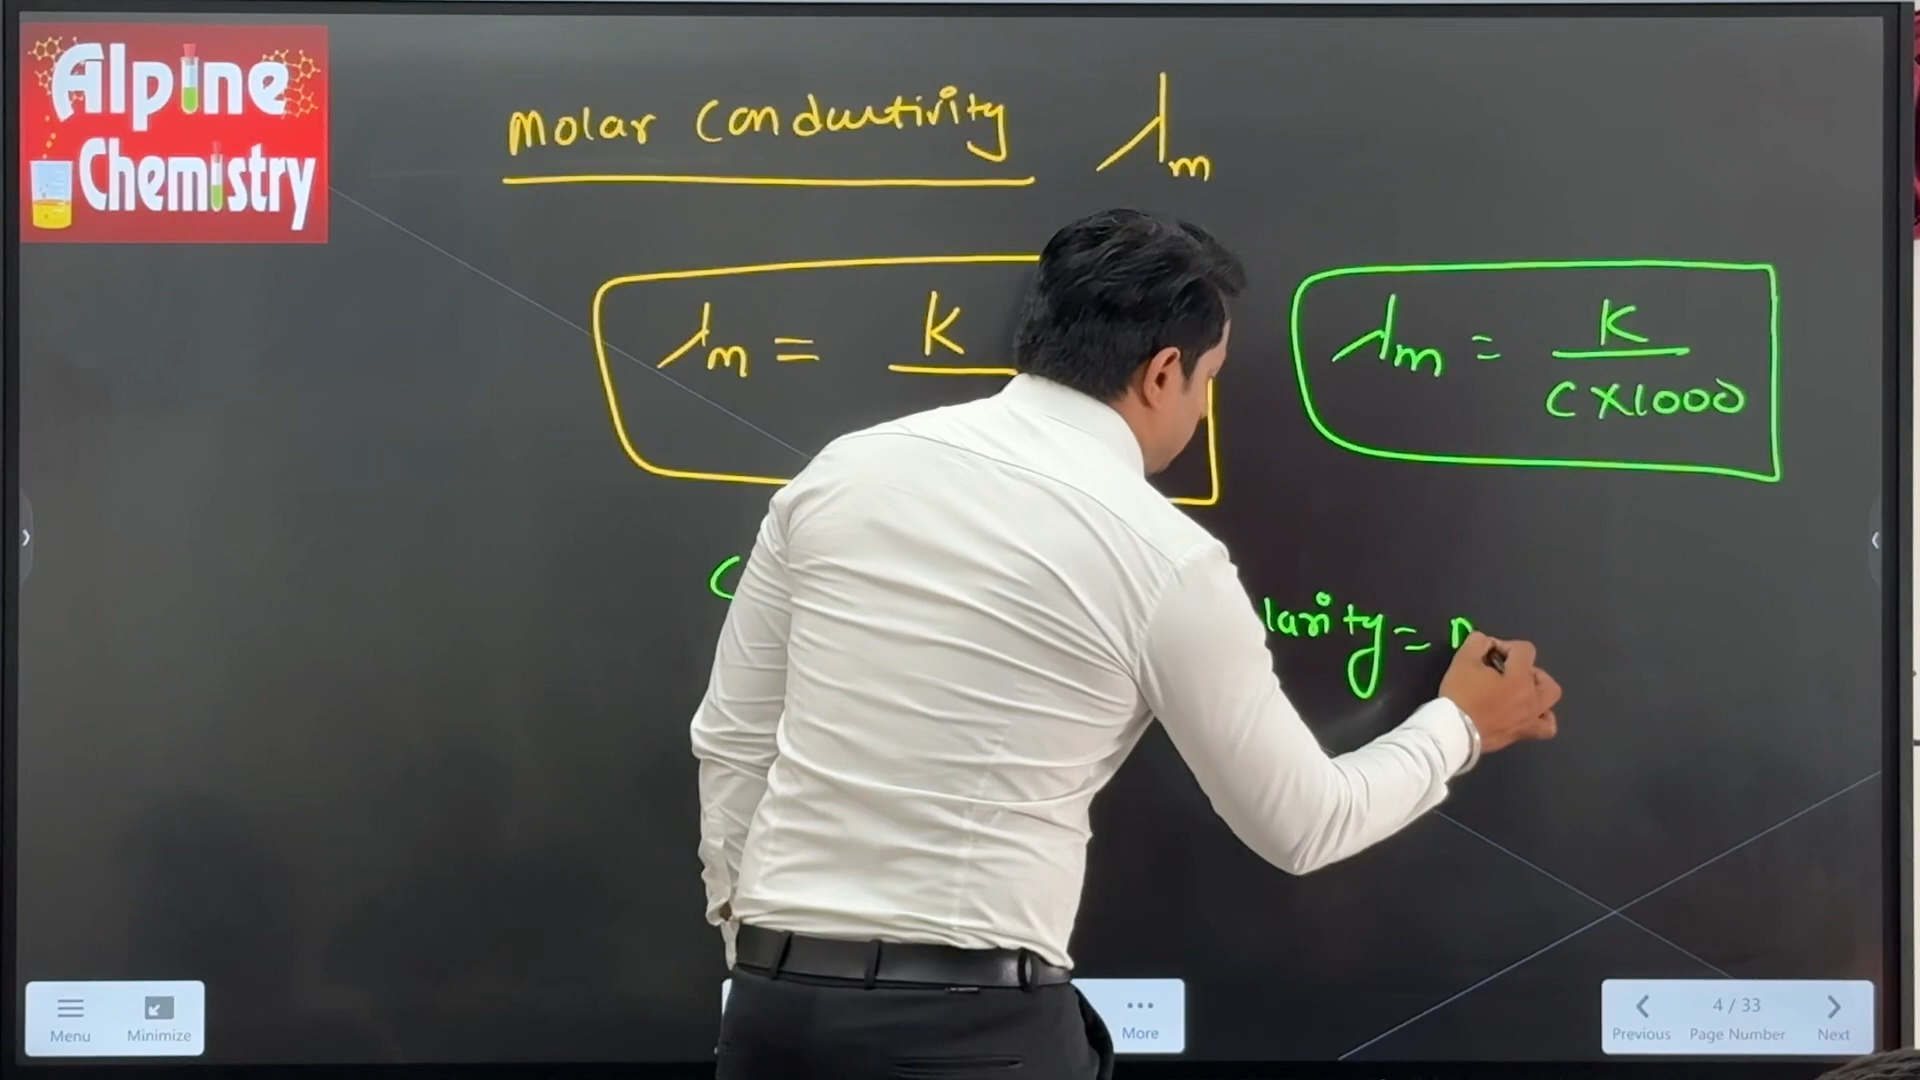 Alpine
Chemistry
Molar Conductivity λm
λm = K
λm = K / C X 1000
C
larity =
Menu
Minimize
More
Previous
4 / 33
Page Number
Next